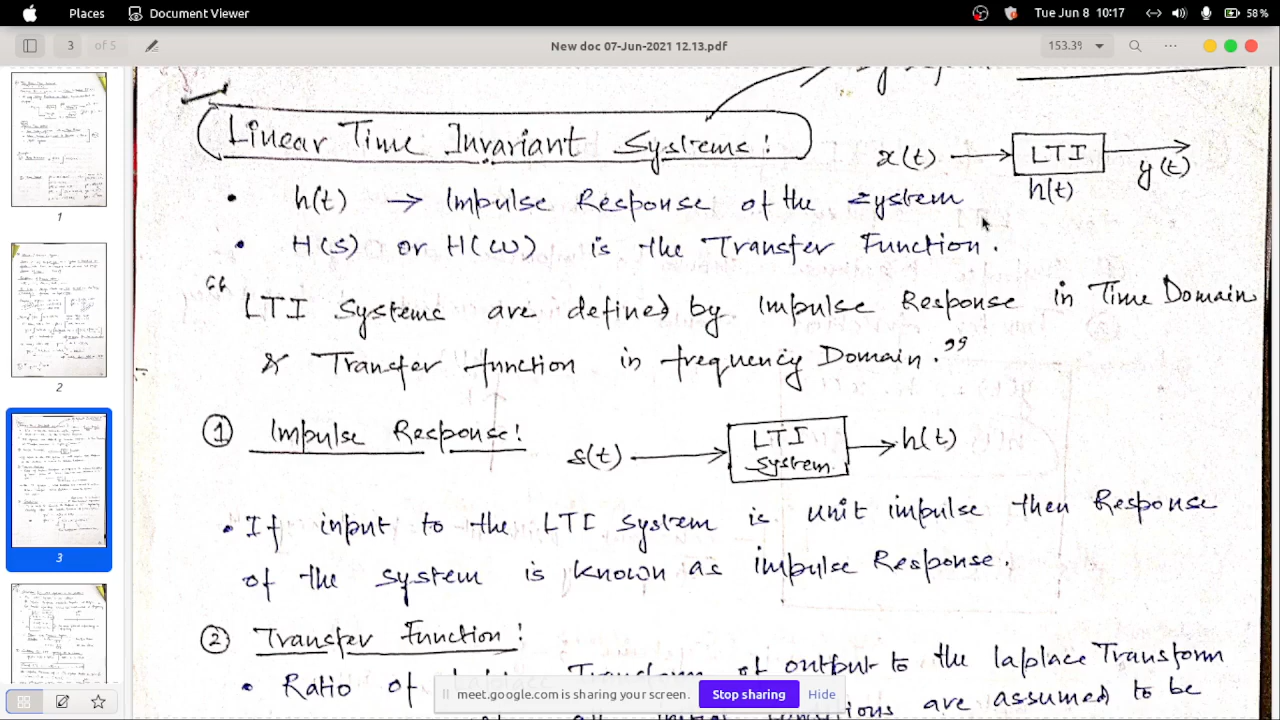 Places
Document Viewer
Tue Jun 8 10:17
58 %
3 of 5
New doc 07-Jun-2021 12.13.pdf
153.39
Linear Time Invariant Systems:
x(t) → LTI → y(t)
h(t)
• h(t) → Impulse Response of the system
• H(s) or H(ω) is the Transfer Function.
“ LTI Systems are defined by Impulse Response in Time Domain
& Transfer function in frequency Domain.”
① Impulse Response:
δ(t) → LTI System → h(t)
• If input to the LTI system is unit impulse then Response
of the system is known as impulse Response.
② Transfer Function:
• Ratio of Transform of output to the laplace Transform
are assumed to be
meet.google.com is sharing your screen.
Stop sharing
Hide
1
2
3